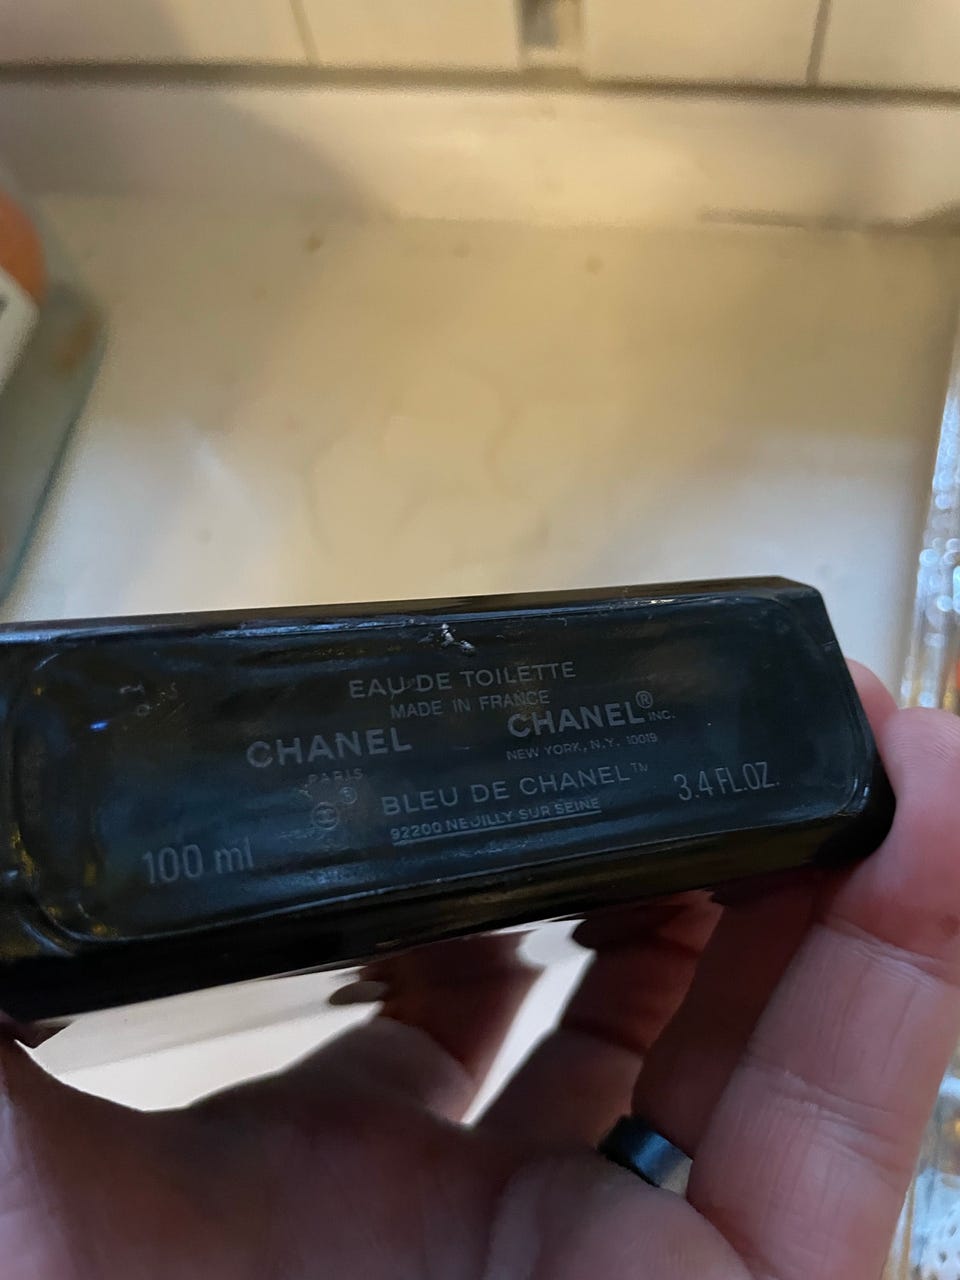 EAU DE TOILETTE
MADE IN FRANCE
CHANEL
PARIS
CHANEL®
INC.
NEW YORK, N.Y. 10019
BLEU DE CHANEL™
92200 NEUILLY SUR SEINE
100 ml
3.4 FL.OZ.